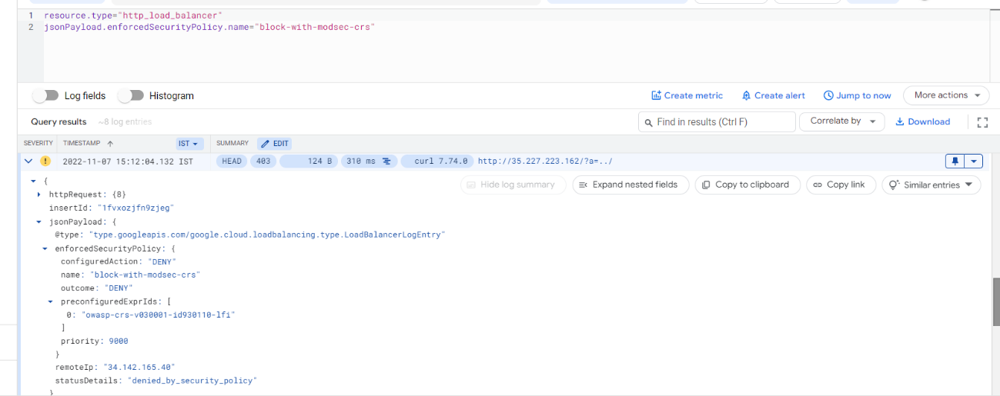 1 resource.type="http_load_balancer"
2 jsonPayload.enforcedSecurityPolicy.name="block-with-modsec-crs"
Log fields Histogram Create metric Create alert Jump to now More actions
Query results ~8 log entries Find in results (Ctrl F) Correlate by Download
SEVERITY TIMESTAMP IST SUMMARY EDIT
2022-11-07 15:12:04.132 IST HEAD 403 124 B 310 ms curl 7.74.0 http://35.227.223.162/?a=../
{ Hide log summary Expand nested fields Copy to clipboard Copy link Similar entries
httpRequest: {8}
insertId: "1fvxozjfn9zjeg"
jsonPayload: {
@type: "type.googleapis.com/google.cloud.loadbalancing.type.LoadBalancerLogEntry"
enforcedSecurityPolicy: {
configuredAction: "DENY"
name: "block-with-modsec-crs"
outcome: "DENY"
preconfiguredExprIds: [
0: "owasp-crs-v030001-id930110-lfi"
]
priority: 9000
}
remoteIp: "34.142.165.40"
statusDetails: "denied_by_security_policy"
}